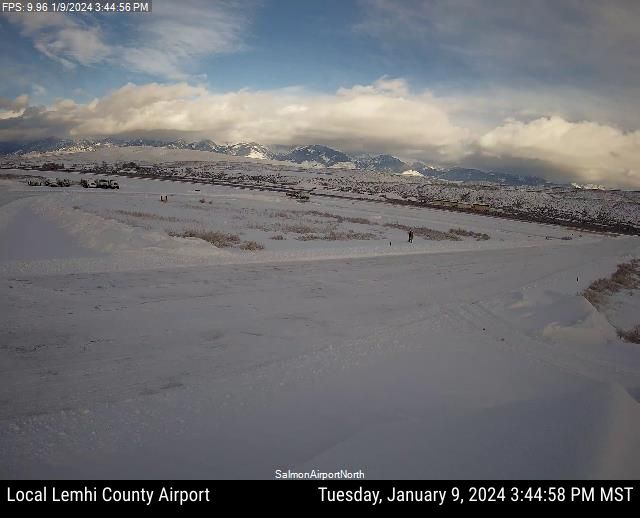 FPS: 9.96 1/9/2024 3:44:56 PM
SalmonAirportNorth
Local Lemhi County Airport Tuesday, January 9, 2024 3:44:58 PM MST